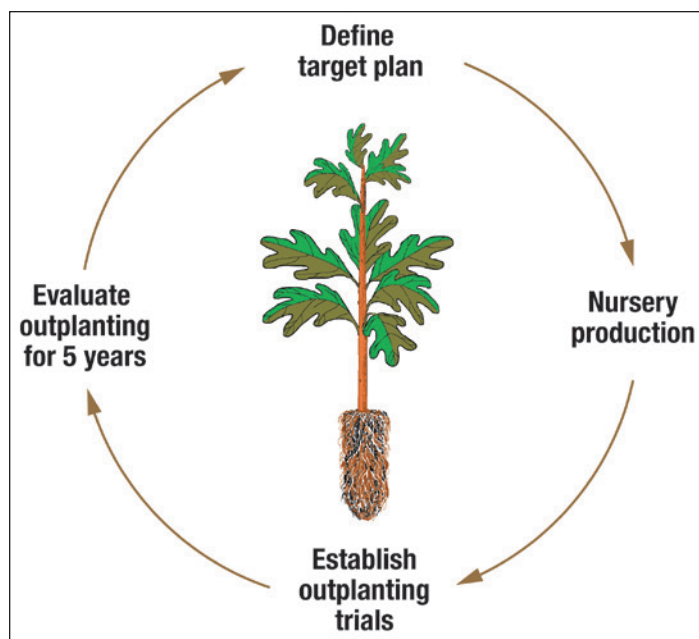 Define
target plan
Nursery
production
Establish
outplanting
trials
Evaluate
outplanting
for 5 years